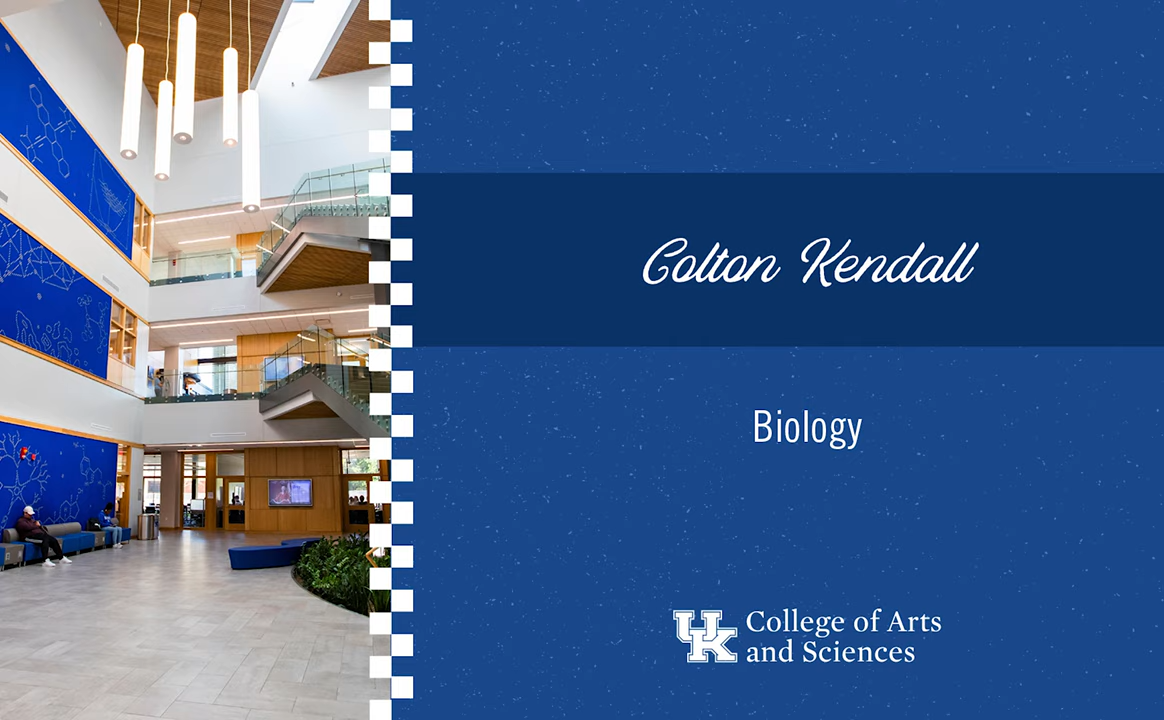 Colton Kendall
Biology
UK College of Arts
and Sciences